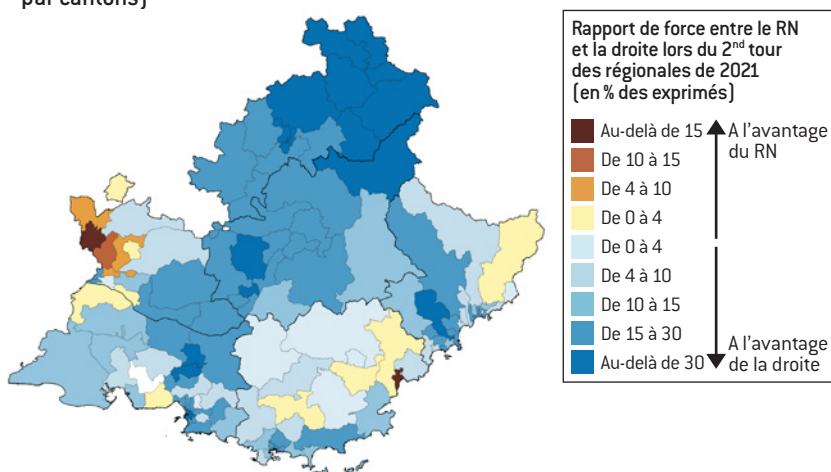 par cantons)
Rapport de force entre le RN
et la droite lors du 2nd tour
des régionales de 2021
(en % des exprimés)
Au-delà de 15
De 10 à 15
De 4 à 10
De 0 à 4
De 0 à 4
De 4 à 10
De 10 à 15
De 15 à 30
Au-delà de 30
A l'avantage
du RN
A l'avantage
de la droite